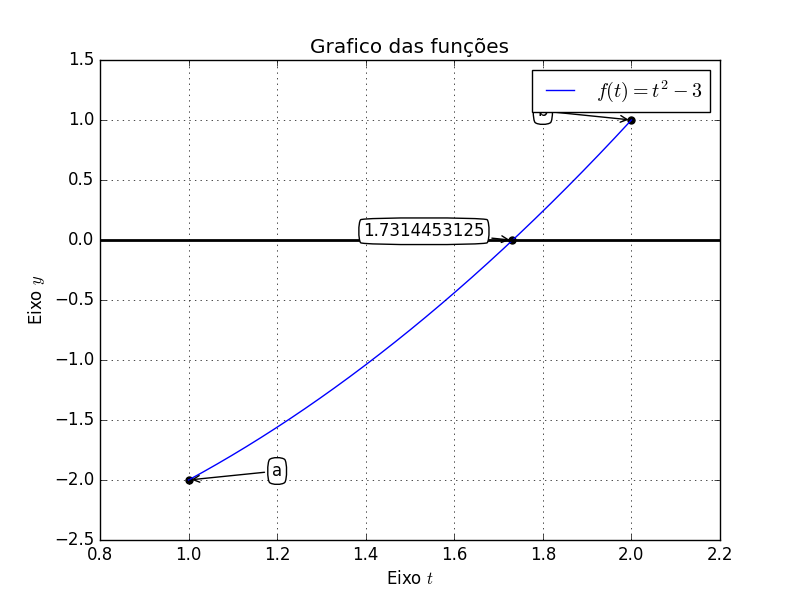 Grafico das funções
1.5
f(t) = t² − 3
1.0
b
0.5
1.7314453125
0.0
−0.5
Eixo y
−1.0
−1.5
a
−2.0
−2.5
0.8 1.0 1.2 1.4 1.6 1.8 2.0 2.2
Eixo t